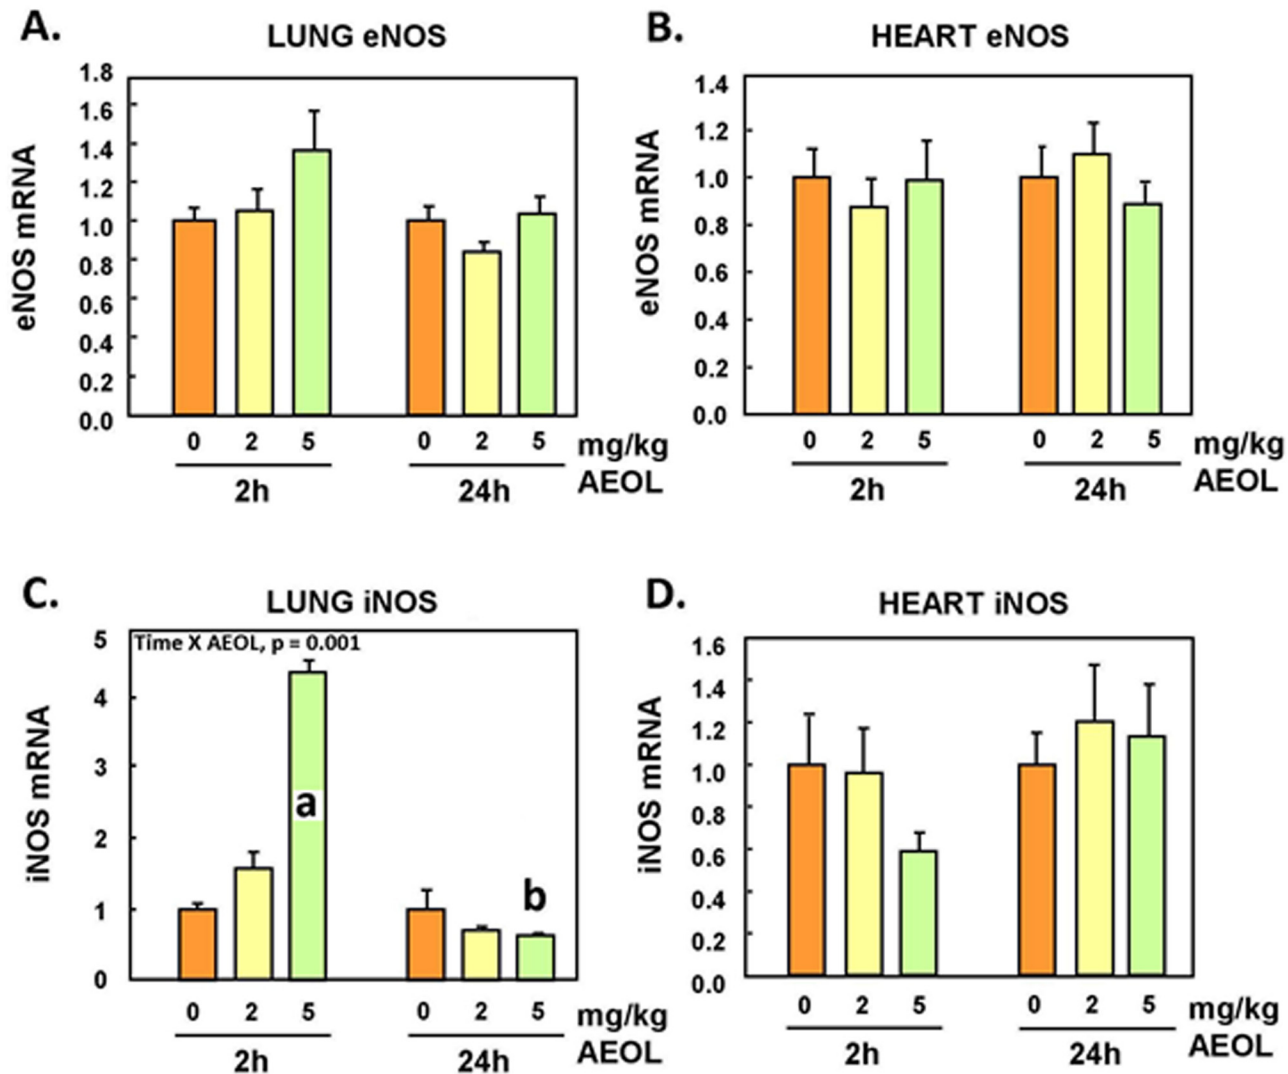 A.
LUNG eNOS
eNOS mRNA
1.8
1.6
1.4
1.2
1.0
0.8
0.6
0.4
0.2
0.0
0 2 5 mg/kg
2h 24h AEOL
0 2 5
B.
HEART eNOS
eNOS mRNA
1.4
1.2
1.0
0.8
0.6
0.4
0.2
0.0
0 2 5 0 2 5 mg/kg
2h 24h AEOL
C.
LUNG iNOS
Time X AEOL, p = 0.001
iNOS mRNA
5
4
3
2
1
0
a
b
0 2 5 0 2 5 mg/kg
2h 24h AEOL
D.
HEART iNOS
iNOS mRNA
1.6
1.4
1.2
1.0
0.8
0.6
0.4
0.2
0.0
0 2 5 0 2 5 mg/kg
2h 24h AEOL